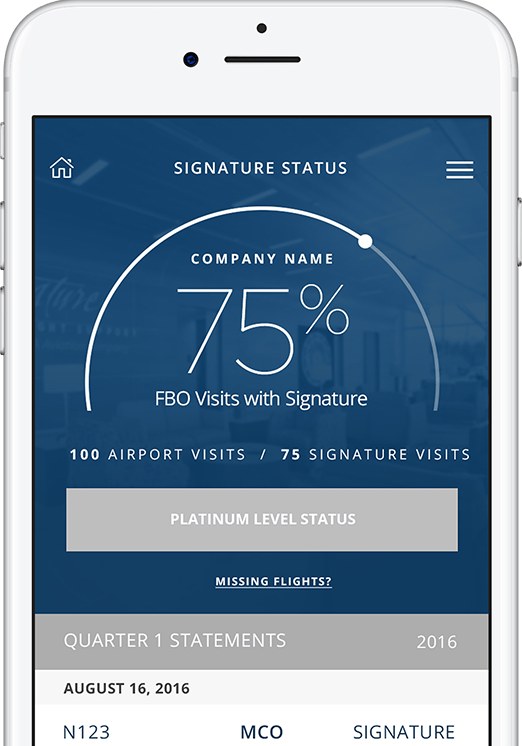 SIGNATURE STATUS
COMPANY NAME
75%
FBO Visits with Signature
100 AIRPORT VISITS / 75 SIGNATURE VISITS
PLATINUM LEVEL STATUS
MISSING FLIGHTS?
QUARTER 1 STATEMENTS 2016
AUGUST 16, 2016
N123 MCO SIGNATURE